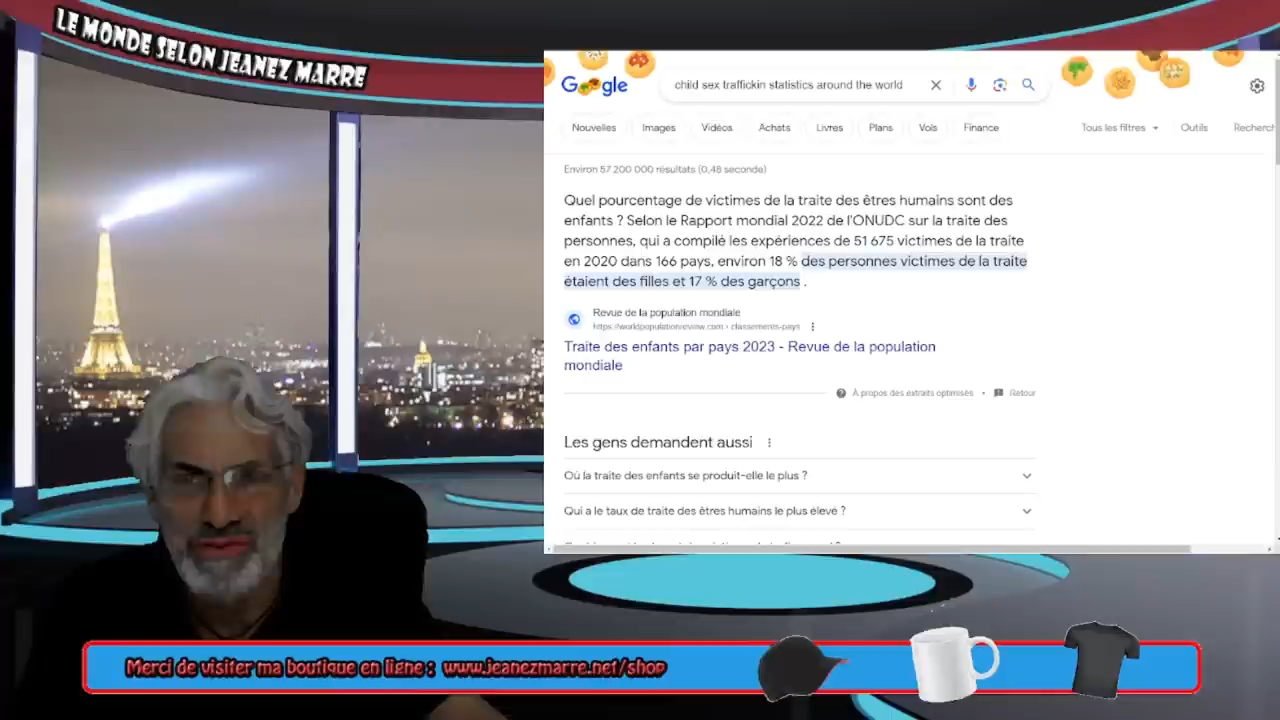 LE MONDE SELON JEANEZ MARRE
Google
child sex traffickin statistics around the world
Nouvelles Images Vidéos Achats Livres Plans Vols Finance Tous les filtres Outils Recherch
Environ 57 200 000 résultats (0,48 seconde)
Quel pourcentage de victimes de la traite des êtres humains sont des
enfants ? Selon le Rapport mondial 2022 de l'ONUDC sur la traite des
personnes, qui a compilé les expériences de 51 675 victimes de la traite
en 2020 dans 166 pays, environ 18 % des personnes victimes de la traite
étaient des filles et 17 % des garçons .
Revue de la population mondiale
https://worldpopulationreview.com › classements-pays
Traite des enfants par pays 2023 - Revue de la population
mondiale
À propos des extraits optimisés • Retour
Les gens demandent aussi
Où la traite des enfants se produit-elle le plus ?
Qui a le taux de traite des êtres humains le plus élevé ?
Merci de visiter ma boutique en ligne : www.jeanezmarre.net/shop